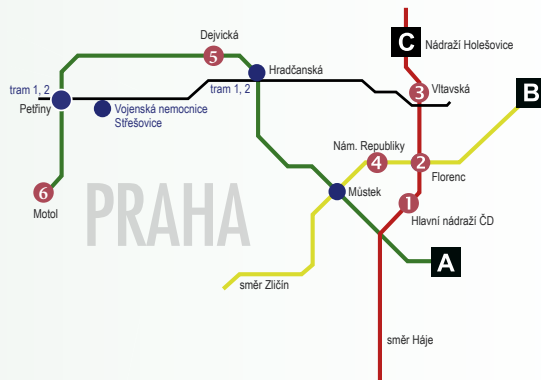 Dejvická
5
C
Nádraží Holešovice
Hradčanská
tram 1, 2
tram 1, 2
3
Vltavská
B
Petřiny
Vojenská nemocnice
Střešovice
Nám. Republiky
4
2
Florenc
6
Motol
PRAHA
Můstek
1
Hlavní nádraží ČD
A
směr Zličín
směr Háje